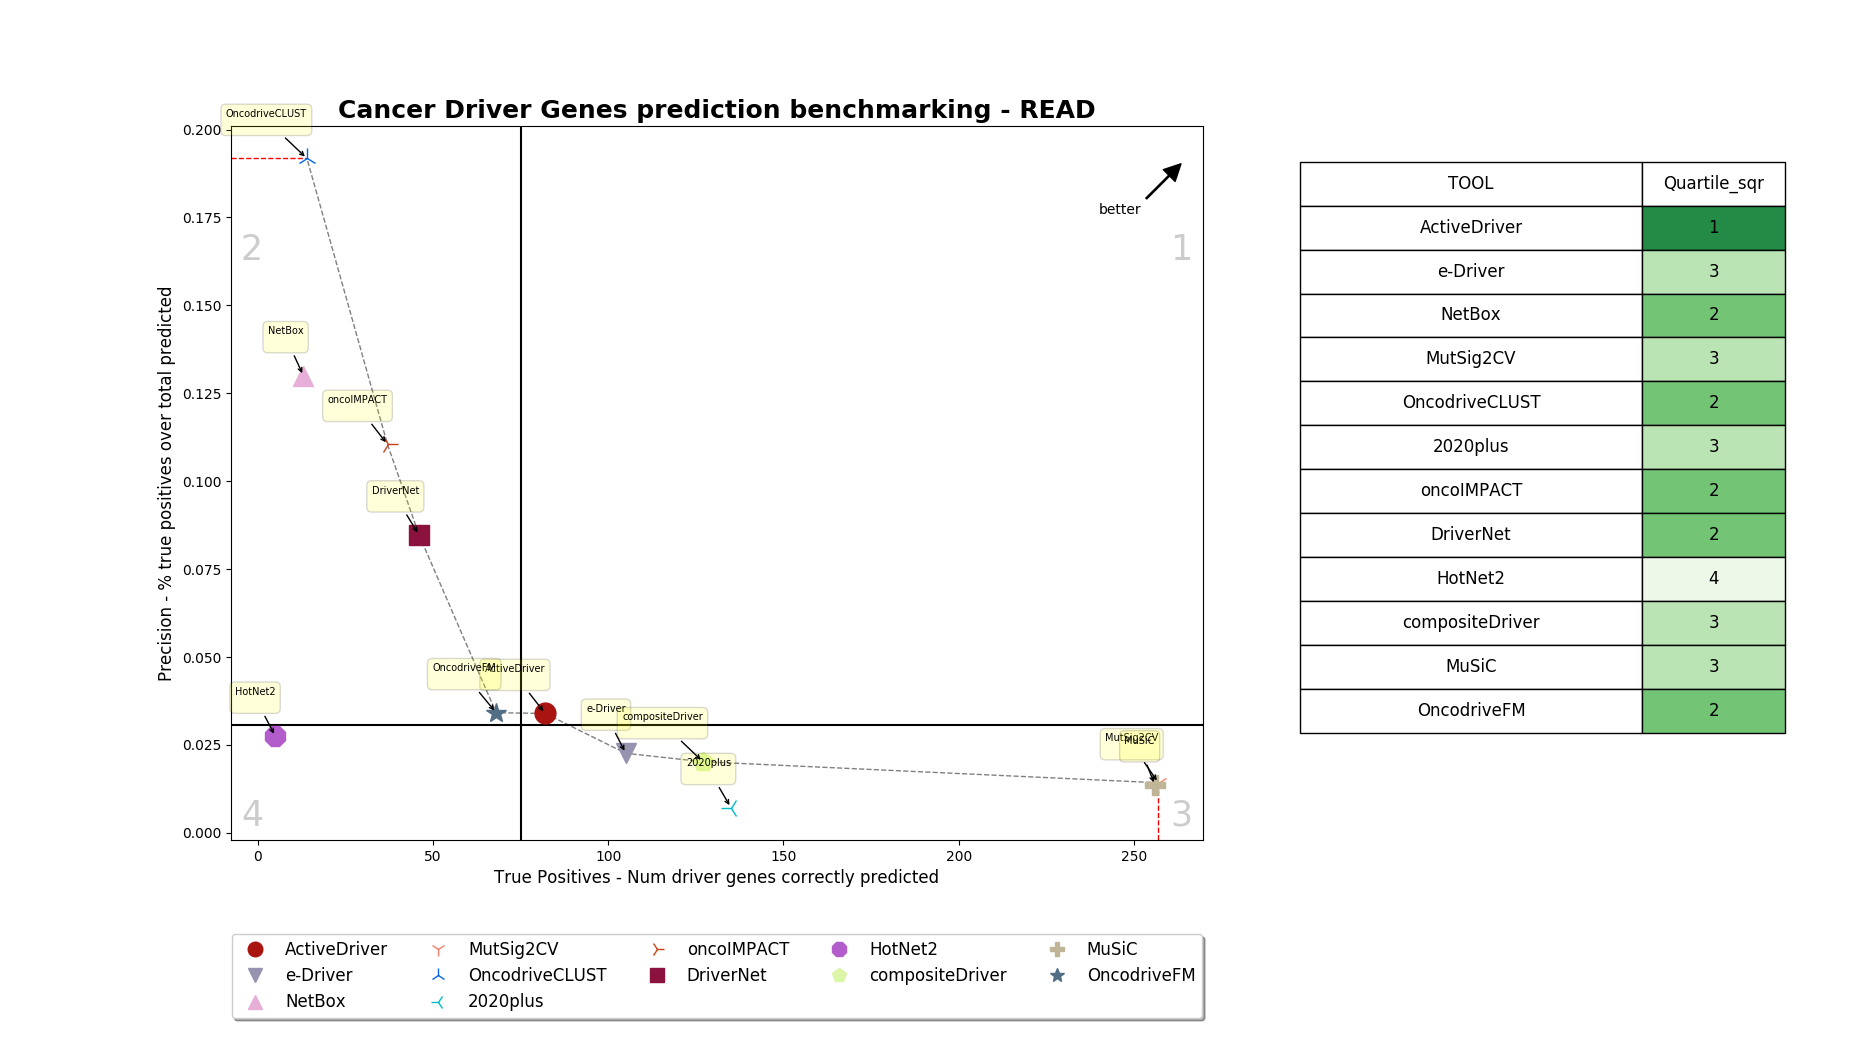 Cancer Driver Genes prediction benchmarking - READ
OncodriveCLUST
NetBox
oncoIMPACT
DriverNet
OncodriveFM
ActiveDriver
HotNet2
e-Driver
compositeDriver
2020plus
MutSig2CV
MuSiC
better
2
1
4
3
0.200
0.175
0.150
0.125
0.100
0.075
0.050
0.025
0.000
Precision - % true positives over total predicted
0 50 100 150 200 250
True Positives - Num driver genes correctly predicted
ActiveDriver MutSig2CV oncoIMPACT HotNet2 MuSiC
e-Driver OncodriveCLUST DriverNet compositeDriver OncodriveFM
NetBox 2020plus
TOOL Quartile_sqr
ActiveDriver 1
e-Driver 3
NetBox 2
MutSig2CV 3
OncodriveCLUST 2
2020plus 3
oncoIMPACT 2
DriverNet 2
HotNet2 4
compositeDriver 3
MuSiC 3
OncodriveFM 2